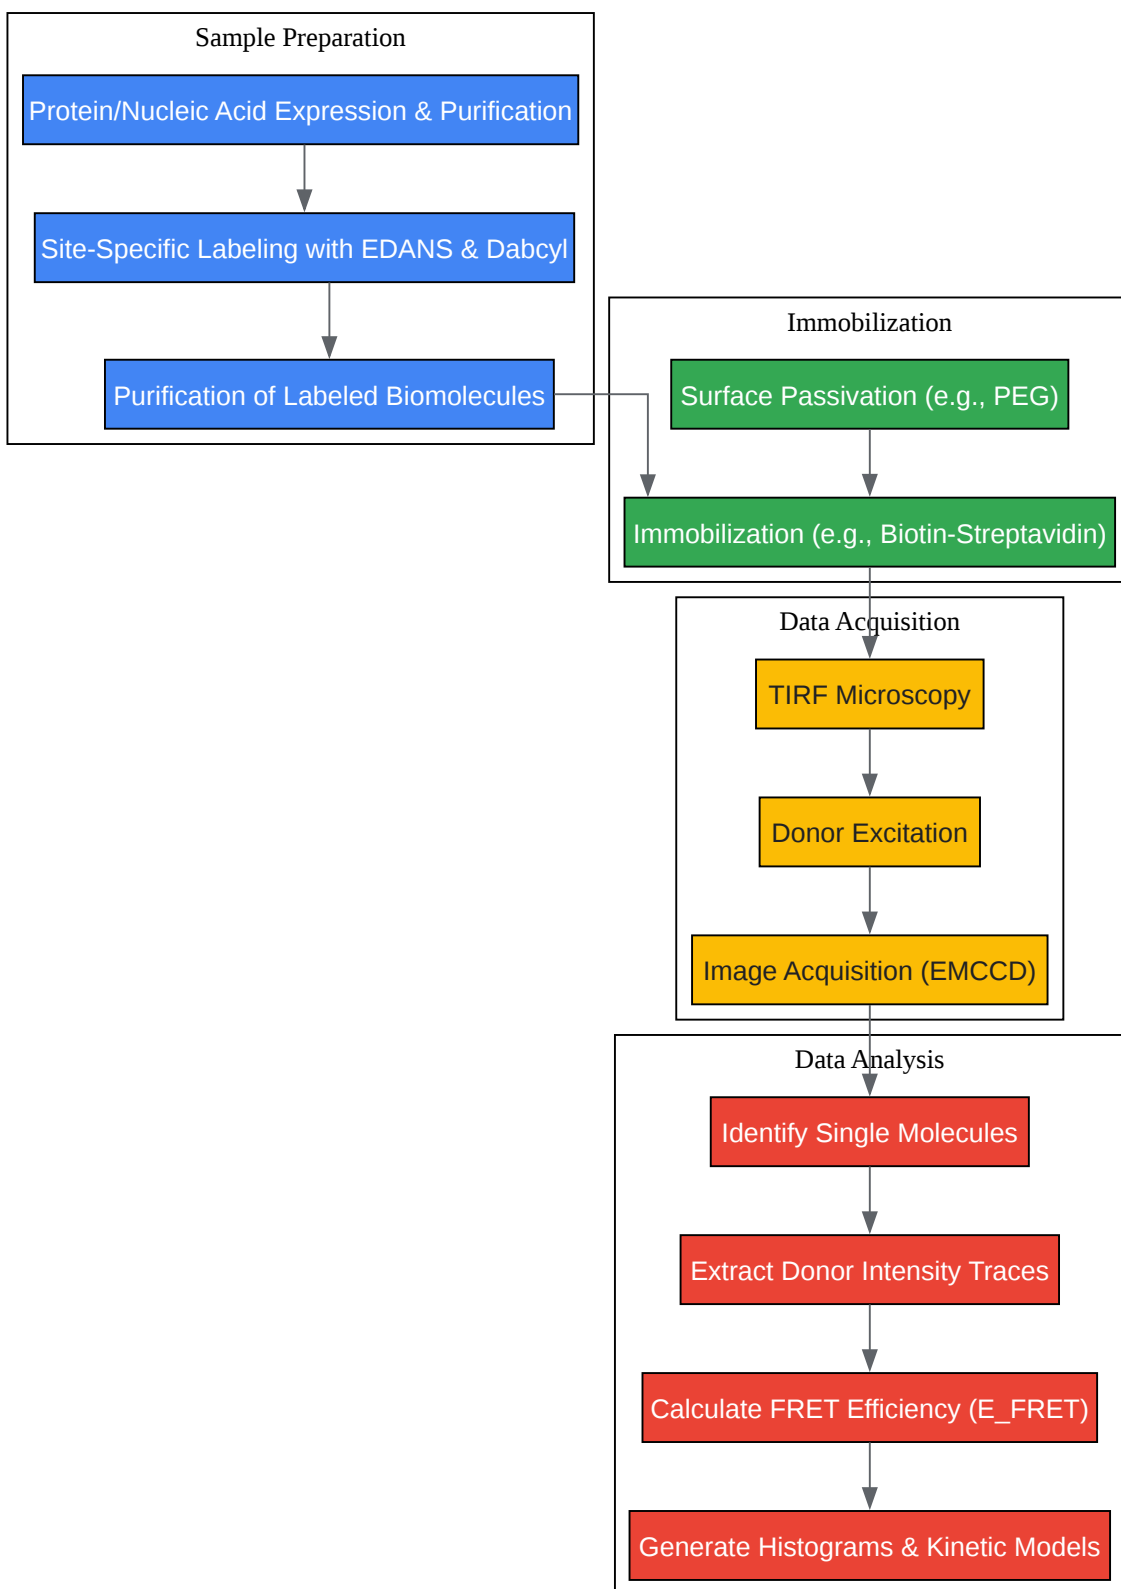 Sample Preparation
Protein/Nucleic Acid Expression & Purification
Site-Specific Labeling with EDANS & Dabcyl
Purification of Labeled Biomolecules
Immobilization
Surface Passivation (e.g., PEG)
Immobilization (e.g., Biotin-Streptavidin)
Data Acquisition
TIRF Microscopy
Donor Excitation
Image Acquisition (EMCCD)
Data Analysis
Identify Single Molecules
Extract Donor Intensity Traces
Calculate FRET Efficiency (E_FRET)
Generate Histograms & Kinetic Models